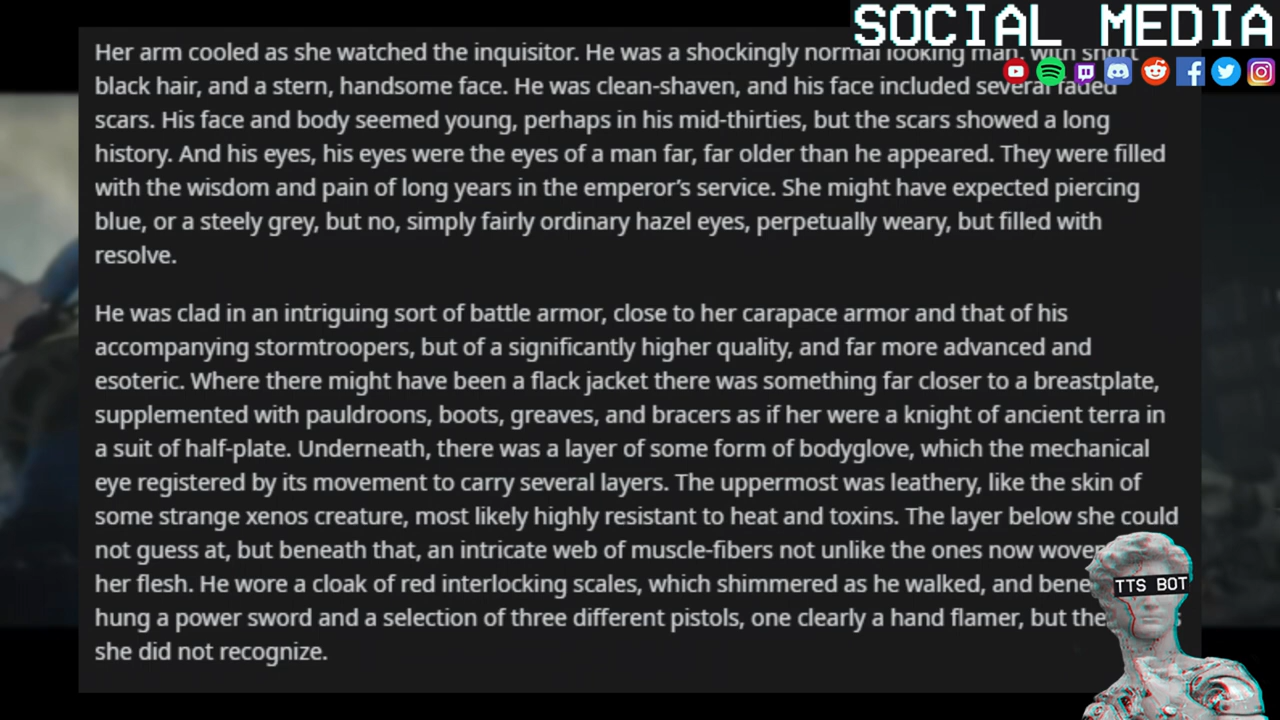 SOCIAL MEDIA
Her arm cooled as she watched the inquisitor. He was a shockingly normal looking man, with short
black hair, and a stern, handsome face. He was clean-shaven, and his face included several faded
scars. His face and body seemed young, perhaps in his mid-thirties, but the scars showed a long
history. And his eyes, his eyes were the eyes of a man far, far older than he appeared. They were filled
with the wisdom and pain of long years in the emperor's service. She might have expected piercing
blue, or a steely grey, but no, simply fairly ordinary hazel eyes, perpetually weary, but filled with
resolve.
He was clad in an intriguing sort of battle armor, close to her carapace armor and that of his
accompanying stormtroopers, but of a significantly higher quality, and far more advanced and
esoteric. Where there might have been a flack jacket there was something far closer to a breastplate,
supplemented with pauldroons, boots, greaves, and bracers as if her were a knight of ancient terra in
a suit of half-plate. Underneath, there was a layer of some form of bodyglove, which the mechanical
eye registered by its movement to carry several layers. The uppermost was leathery, like the skin of
some strange xenos creature, most likely highly resistant to heat and toxins. The layer below she could
not guess at, but beneath that, an intricate web of muscle-fibers not unlike the ones now
her flesh. He wore a cloak of red interlocking scales, which shimmered as he walked, and
hung a power sword and a selection of three different pistols, one clearly a hand flamer, but
she did not recognize.
TTS BOT